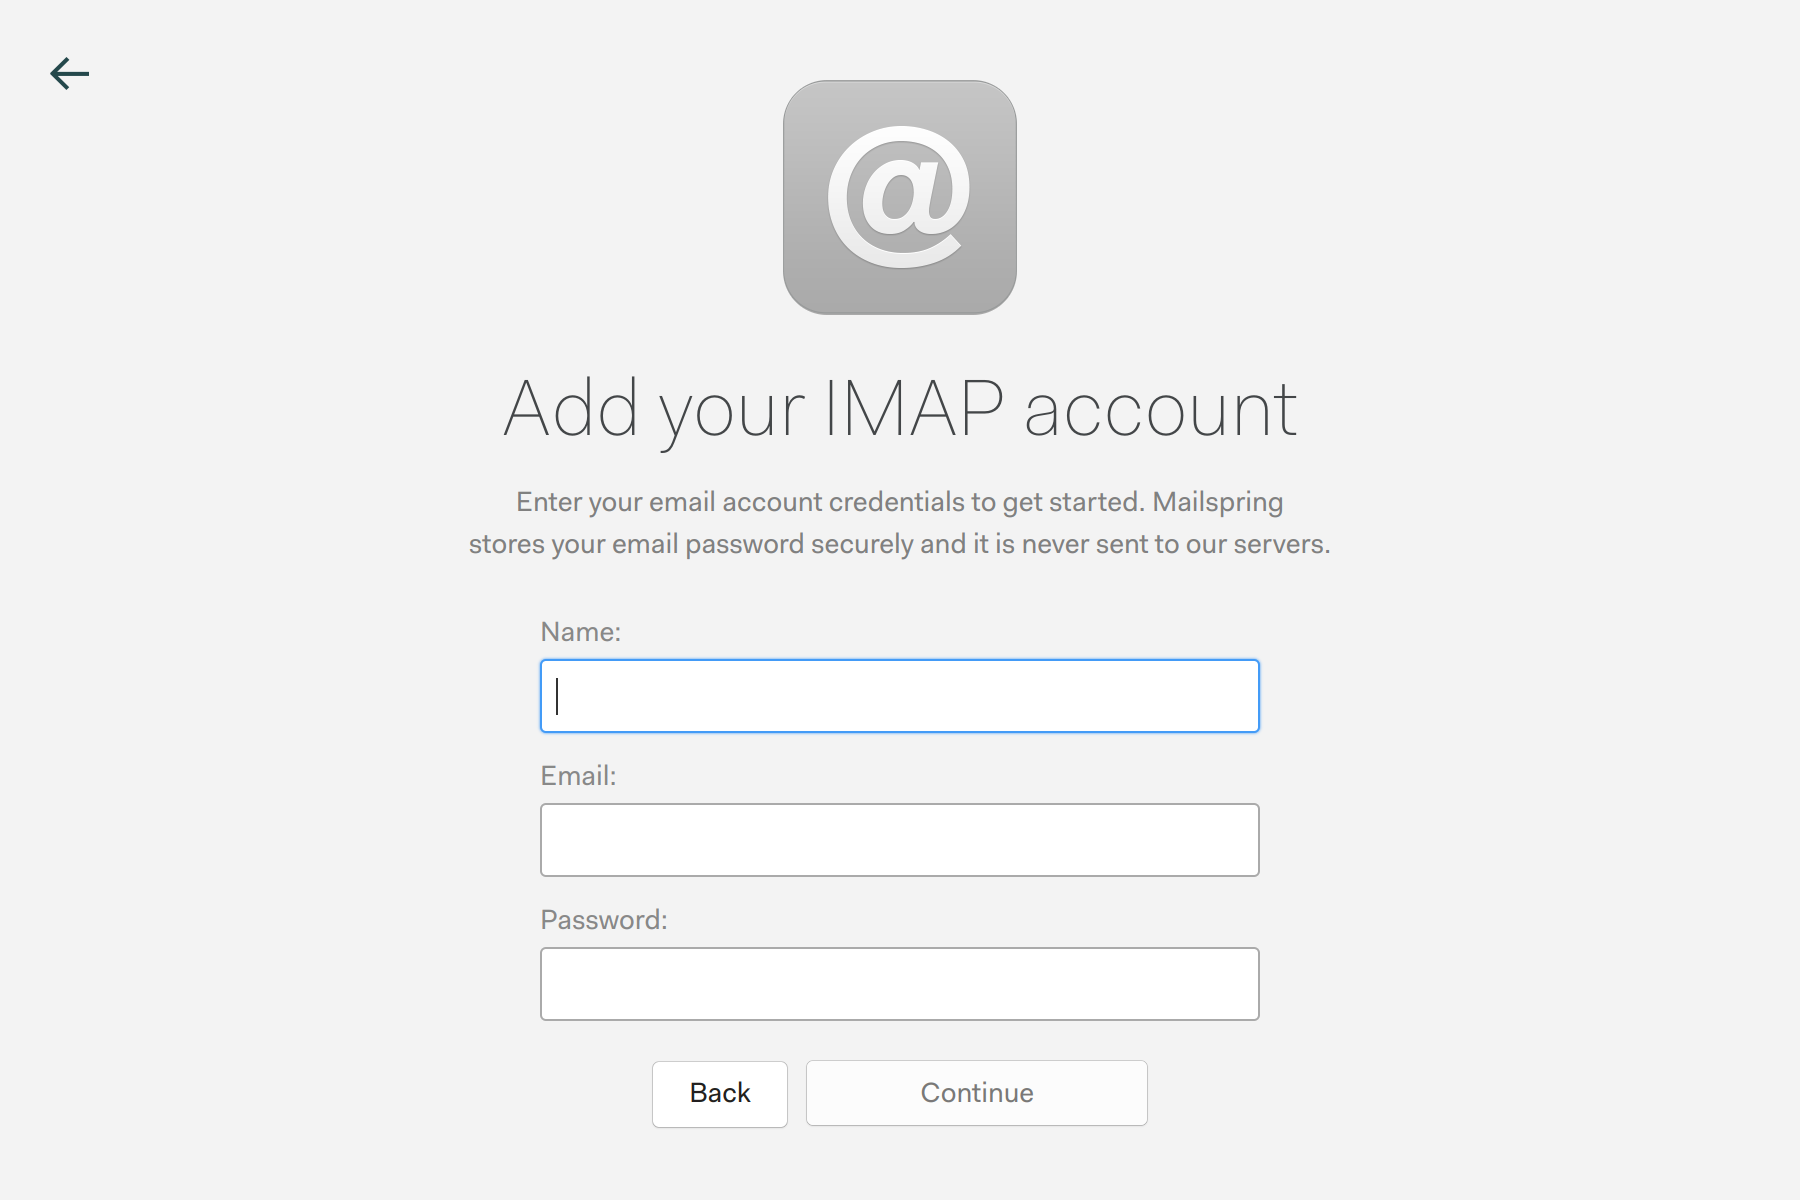 @
Add your IMAP account
Enter your email account credentials to get started. Mailspring
stores your email password securely and it is never sent to our servers.
Name:
Email:
Password:
Back
Continue